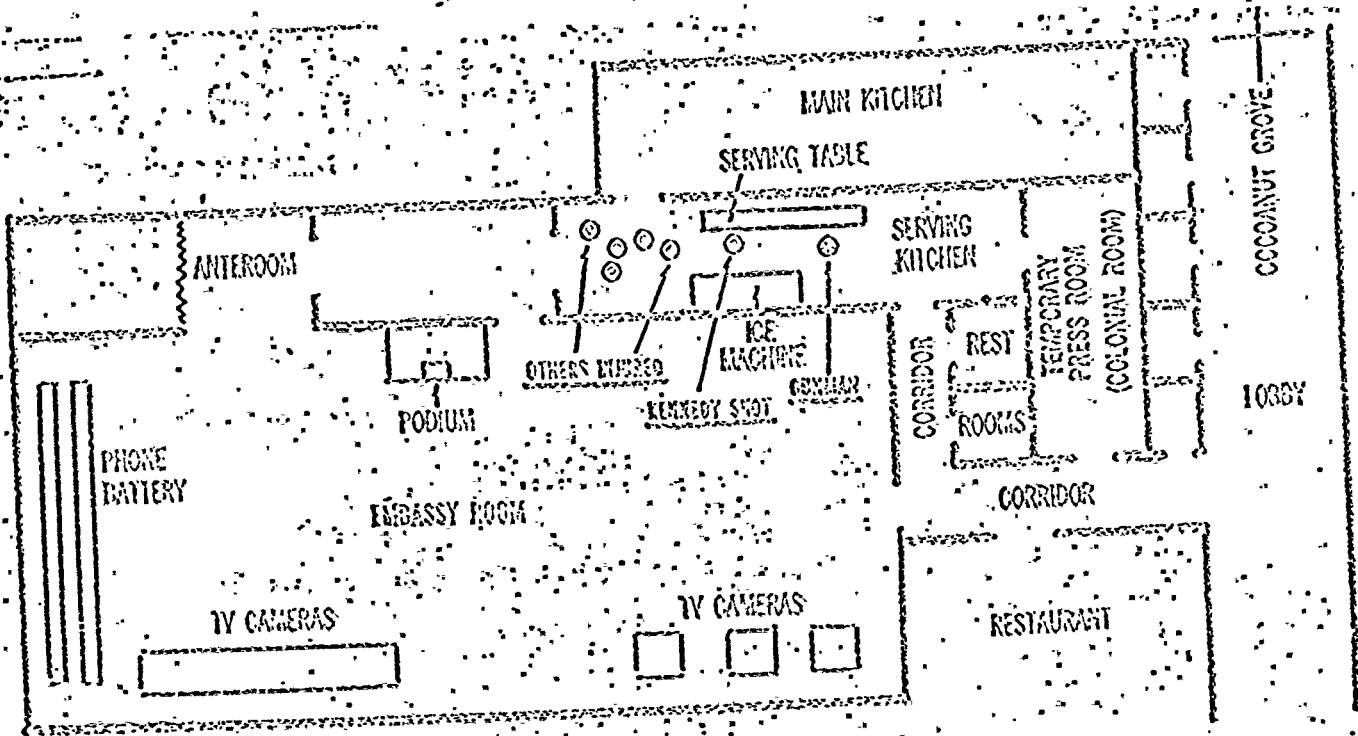 MAIN KITCHEN
SERVING TABLE
COCOANUT GROVE
ANTEROOM
SERVING
KITCHEN
TEMPORARY
PRESS ROOM
(COLONIAL ROOM)
OTHERS
ICE
MACHINE
KENNEDY SHOT
GUNMAN
CORRIDOR
REST
ROOMS
LOBBY
PODIUM
PHONE
BATTERY
EMBASSY ROOM
CORRIDOR
TV CAMERAS
TV CAMERAS
RESTAURANT